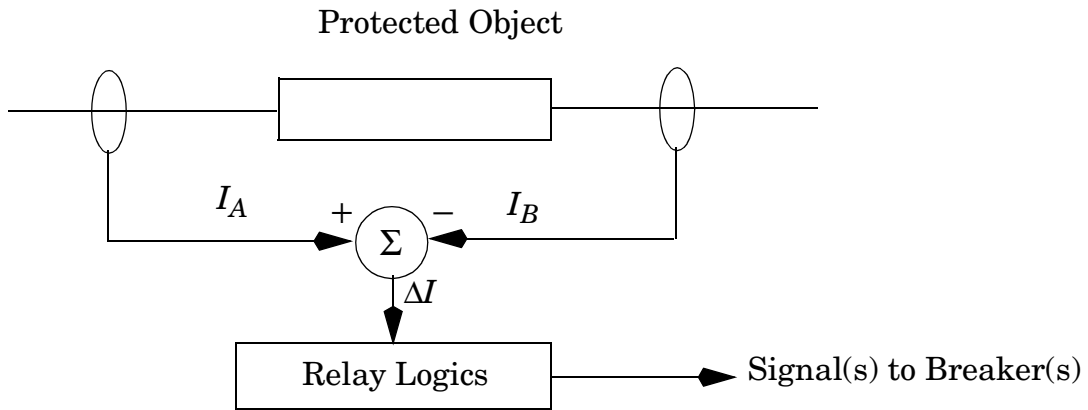 Protected Object
I_A
+
−
I_B
Σ
ΔI
Relay Logics
Signal(s) to Breaker(s)